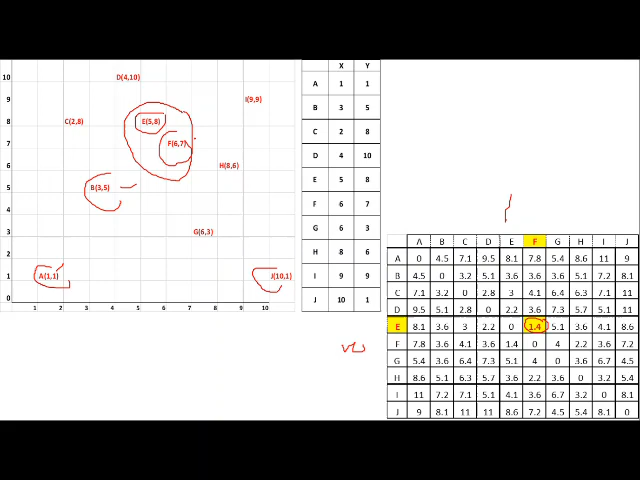 10
9
8
7
6
5
4
3
2
1
0
D(4,10)
I(9,9)
C(2,8)
E(5,8)
F(6,7)
H(8,6)
B(3,5)
G(6,3)
A(1,1)
J(10,1)
1 2 3 4 5 6 7 8 9 10
X Y
A 1 1
B 3 5
C 2 8
D 4 10
E 5 8
F 6 7
G 6 3
H 8 6
I 9 9
J 10 1
A B C D E F G H I J
A 0 4.5 7.1 9.5 8.1 7.8 5.4 8.6 11 9
B 4.5 0 3.2 5.1 3.6 3.6 3.6 5.1 7.2 8.1
C 7.1 3.2 0 2.8 3 4.1 6.4 6.3 7.1 11
D 9.5 5.1 2.8 0 2.2 3.6 7.3 5.7 5.1 11
E 8.1 3.6 3 2.2 0 1.4 5.1 3.6 4.1 8.6
F 7.8 3.6 4.1 3.6 1.4 0 4 2.2 3.6 7.2
G 5.4 3.6 6.4 7.3 5.1 4 0 3.6 6.7 4.5
H 8.6 5.1 6.3 5.7 3.6 2.2 3.6 0 3.2 5.4
I 11 7.2 7.1 5.1 4.1 3.6 6.7 3.2 0 8.1
J 9 8.1 11 11 8.6 7.2 4.5 5.4 8.1 0